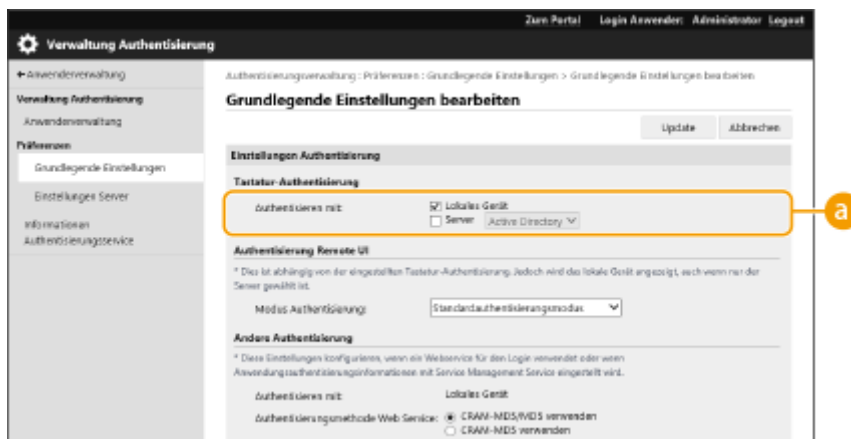 Zum Portal Login Anwender: Administrator Logout
Verwaltung Authentisierung
Anwenderverwaltung
Verwaltung Authentisierung
Anwenderverwaltung
Präferenzen
Grundlegende Einstellungen
Einstellungen Server
Informationen
Authentisierungsservice
Authentisierungsverwaltung : Präferenzen : Grundlegende Einstellungen > Grundlegende Einstellungen bearbeiten
Grundlegende Einstellungen bearbeiten
Update Abbrechen
Einstellungen Authentisierung
Tastatur-Authentisierung
Authentisieren mit: Lokales Gerät
Server Active Directory
a
Authentisierung Remote UI
* Dies ist abhängig von der eingestellten Tastatur-Authentisierung. Jedoch wird das lokale Gerät angezeigt, auch wenn nur der
Server gewählt ist.
Modus Authentisierung: Standardauthentisierungsmodus
Andere Authentisierung
* Diese Einstellungen konfigurieren, wenn ein Webservice für den Login verwendet oder wenn
Anwendungsauthentisierungsinformationen mit Service Management Service eingestellt wird.
Authentisieren mit: Lokales Gerät
Authentisierungsmethode Web Service: CRAM-MD5/MD5 verwenden
CRAM-MD5 verwenden